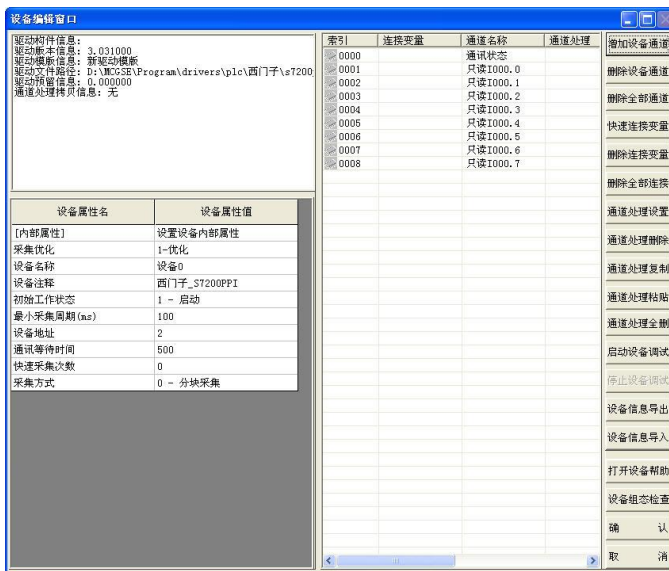 设备编辑窗口
驱动构件信息:
驱动版本信息: 3.031000
驱动模版信息: 新驱动模版
驱动文件路径: D:\MCGSE\Program\drivers\plc\西门子\s7200
驱动预留信息: 0.000000
通道处理拷贝信息: 无
设备属性名 设备属性值
[内部属性] 设置设备内部属性
采集优化 1-优化
设备名称 设备0
设备注释 西门子_S7200PPI
初始工作状态 1 - 启动
最小采集周期(ms) 100
设备地址 2
通讯等待时间 500
快速采集次数 0
采集方式 0 - 分块采集
索引 连接变量 通道名称 通道处理
0000 通讯状态
0001 只读I000.0
0002 只读I000.1
0003 只读I000.2
0004 只读I000.3
0005 只读I000.4
0006 只读I000.5
0007 只读I000.6
0008 只读I000.7
增加设备通道
删除设备通道
删除全部通道
快速连接变量
删除连接变量
删除全部连接
通道处理设置
通道处理删除
通道处理复制
通道处理粘贴
通道处理全删
启动设备调试
停止设备调试
设备信息导出
设备信息导入
打开设备帮助
设备组态检查
确 认
取 消